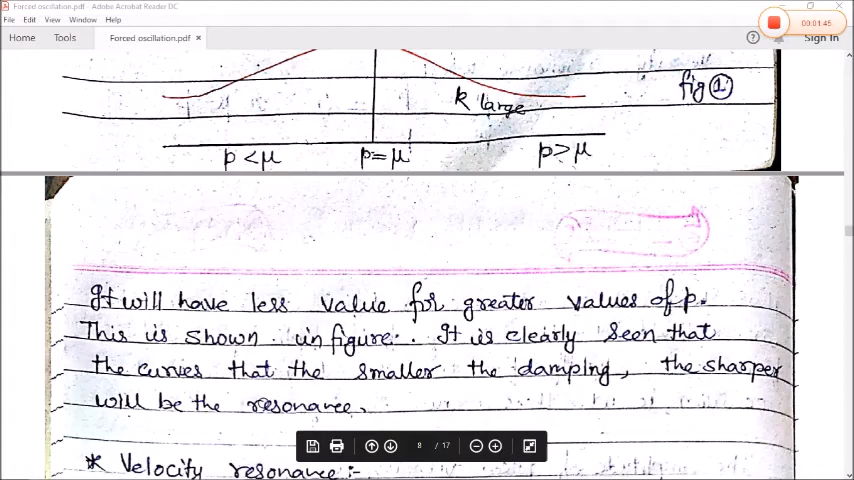 Forced oscillation.pdf - Adobe Acrobat Reader DC
File Edit View Window Help
00:01:45
Home Tools Forced oscillation.pdf × Sign In
k large
fig ①
p < μ p = μ p > μ
It will have less value for greater values of p.
This is shown in figure. It is clearly seen that
the curves that the smaller the damping, the sharper
will be the resonance.
8 / 17
* Velocity resonance:-